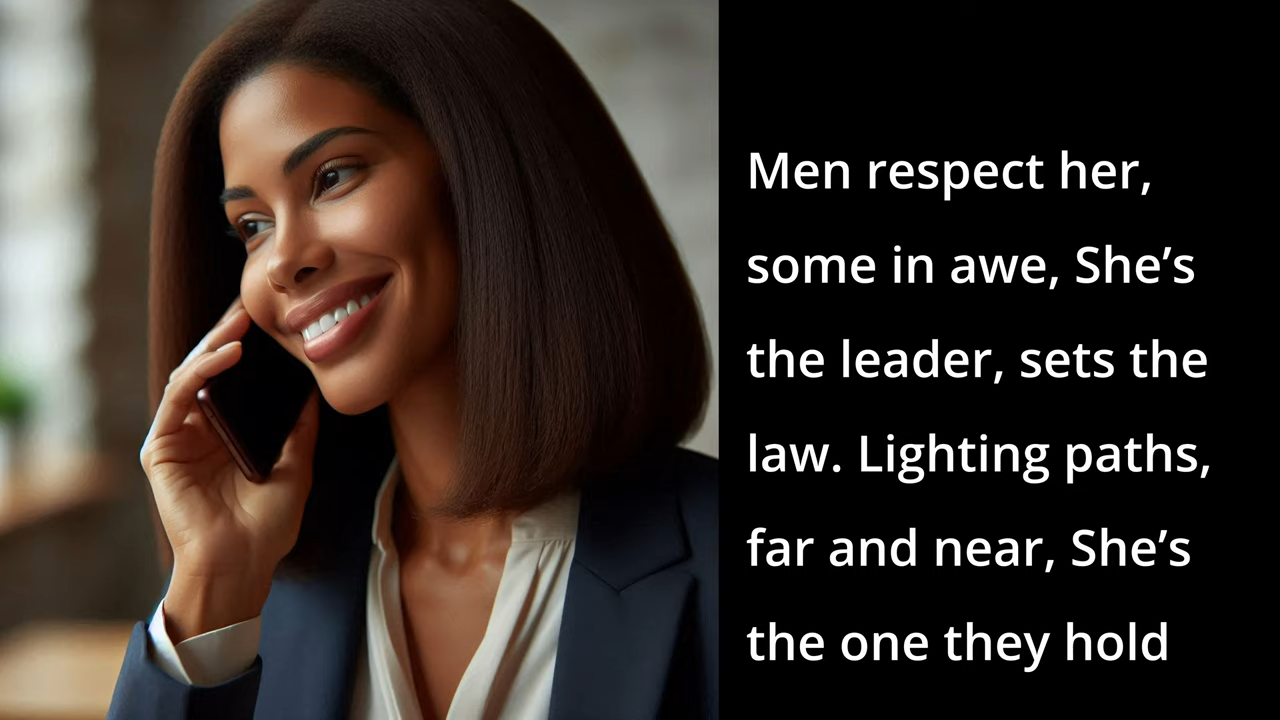 Men respect her,
some in awe, She’s
the leader, sets the
law. Lighting paths,
far and near, She’s
the one they hold